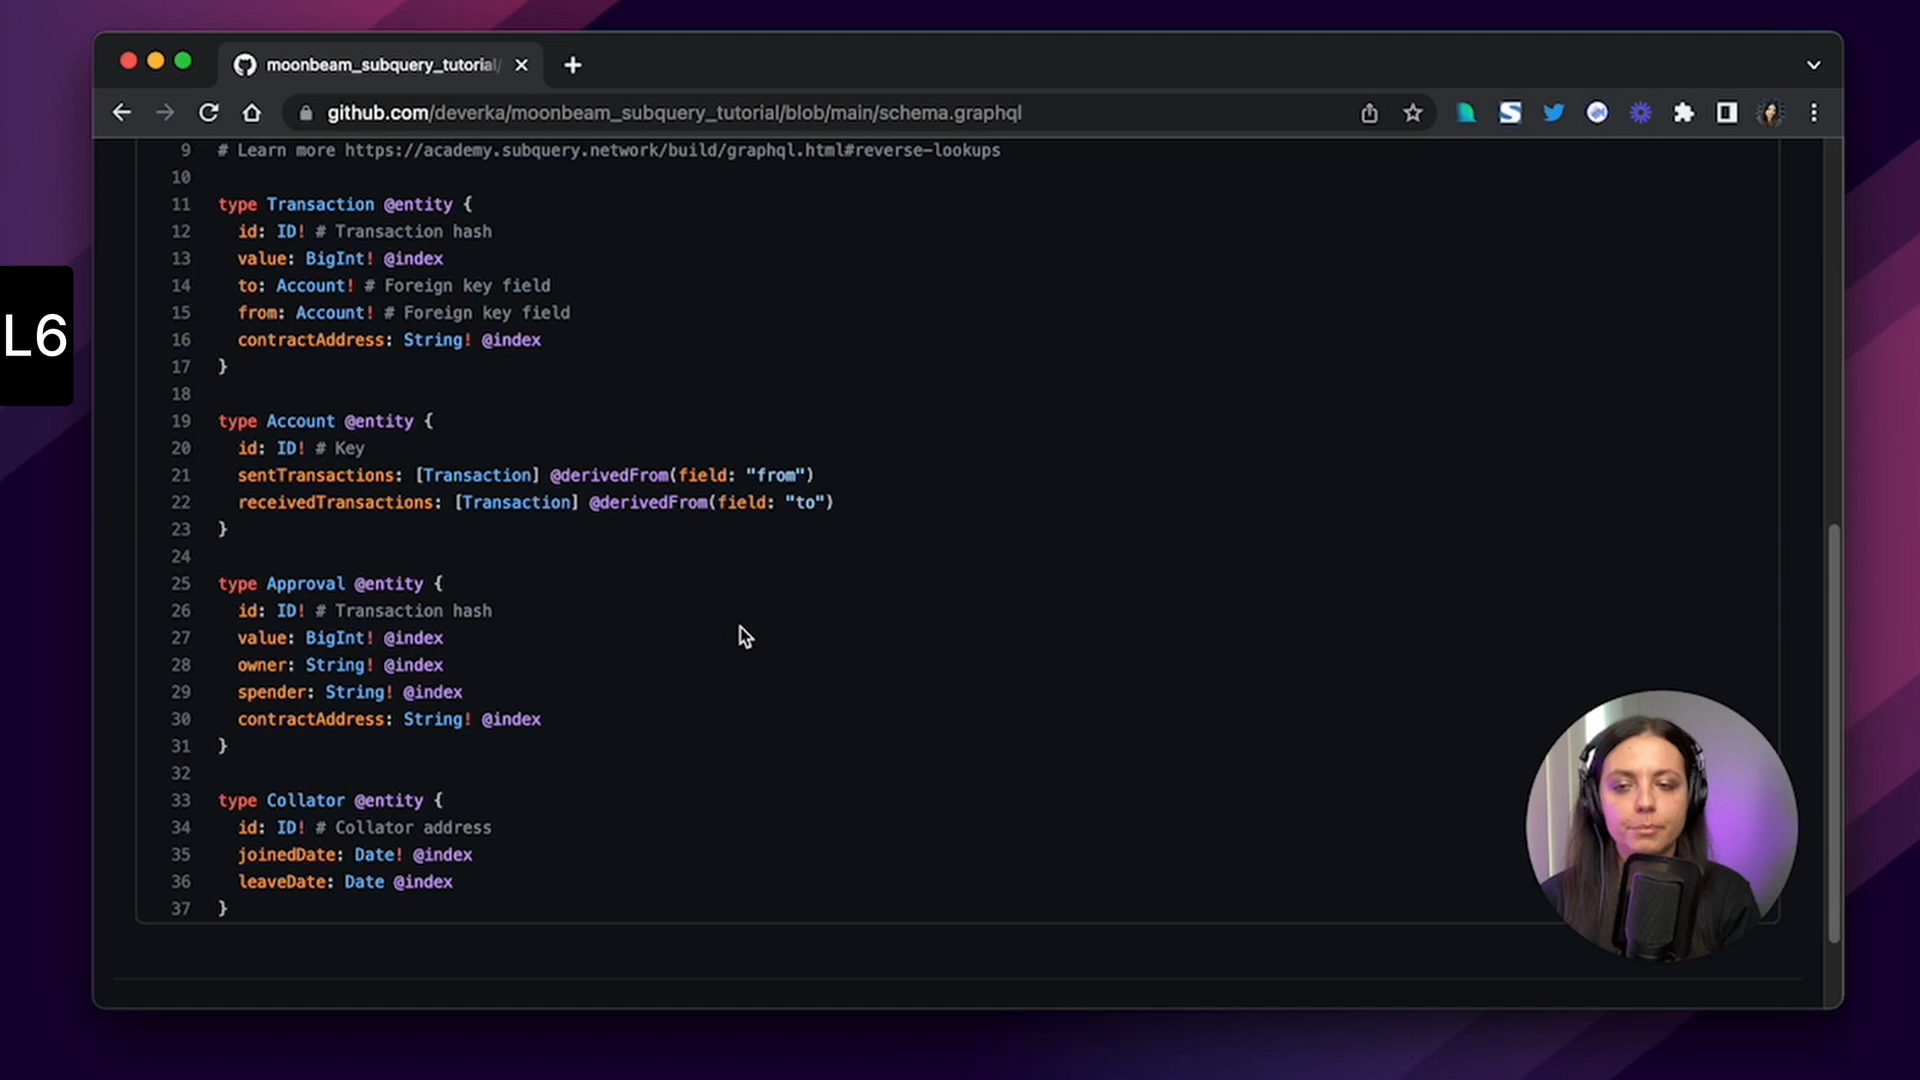 moonbeam_subquery_tutorial/
github.com/deverka/moonbeam_subquery_tutorial/blob/main/schema.graphql
L6
9 # Learn more https://academy.subquery.network/build/graphql.html#reverse-lookups
10
11 type Transaction @entity {
12 id: ID! # Transaction hash
13 value: BigInt! @index
14 to: Account! # Foreign key field
15 from: Account! # Foreign key field
16 contractAddress: String! @index
17 }
18
19 type Account @entity {
20 id: ID! # Key
21 sentTransactions: [Transaction] @derivedFrom(field: "from")
22 receivedTransactions: [Transaction] @derivedFrom(field: "to")
23 }
24
25 type Approval @entity {
26 id: ID! # Transaction hash
27 value: BigInt! @index
28 owner: String! @index
29 spender: String! @index
30 contractAddress: String! @index
31 }
32
33 type Collator @entity {
34 id: ID! # Collator address
35 joinedDate: Date! @index
36 leaveDate: Date @index
37 }